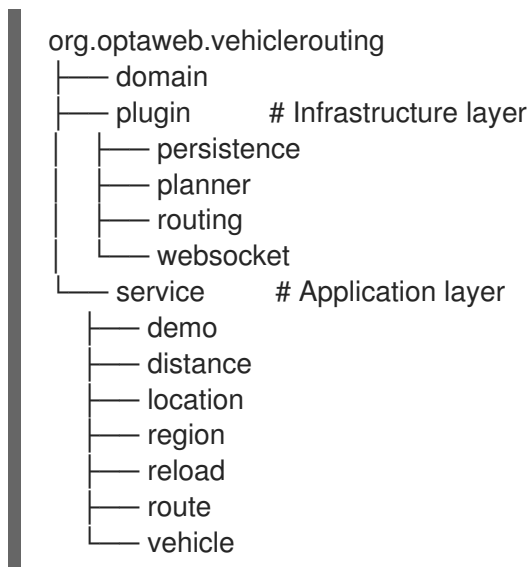 org.optaweb.vehiclerouting
├── domain
├── plugin # Infrastructure layer
│ ├── persistence
│ ├── planner
│ ├── routing
│ └── websocket
└── service # Application layer
├── demo
├── distance
├── location
├── region
├── reload
├── route
└── vehicle